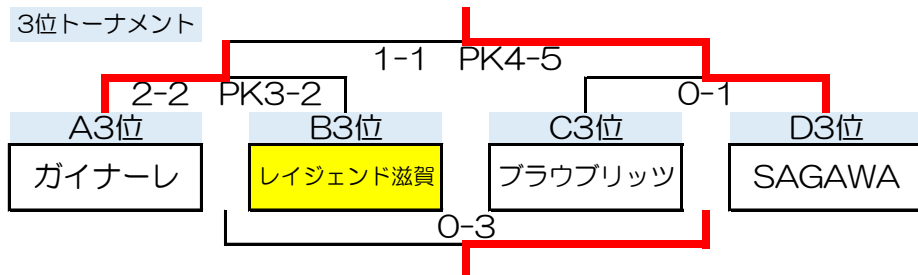 3位トーナメント
1-1 PK4-5
2-2 PK3-2
0-1
A3位
B3位
C3位
D3位
ガイナーレ
レイジェンド滋賀
ブラウブリッツ
SAGAWA
0-3